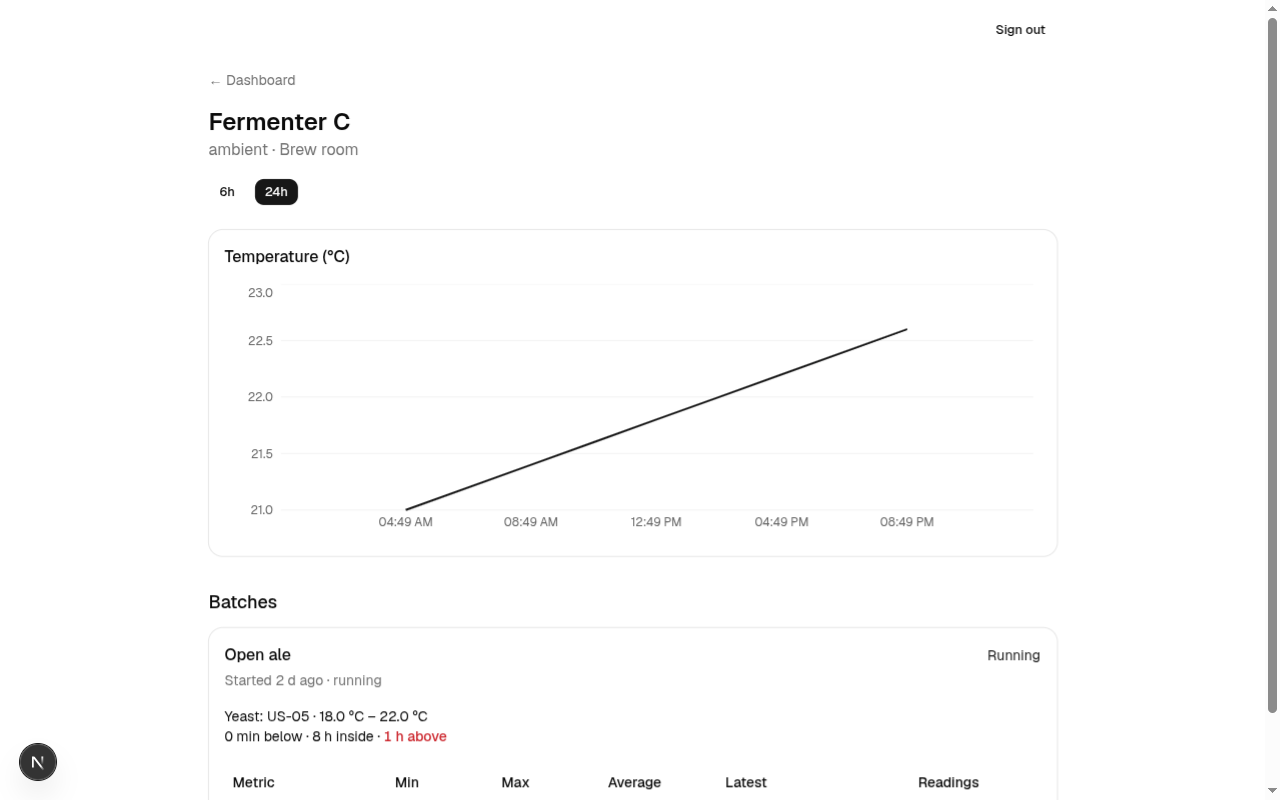 Sign out
← Dashboard
Fermenter C
ambient · Brew room
6h 24h
Temperature (°C)
23.0
22.5
22.0
21.5
21.0
04:49 AM 08:49 AM 12:49 PM 04:49 PM 08:49 PM
Batches
Open ale Running
Started 2 d ago · running
Yeast: US-05 · 18.0 °C – 22.0 °C
0 min below · 8 h inside · 1 h above
Metric Min Max Average Latest Readings
N